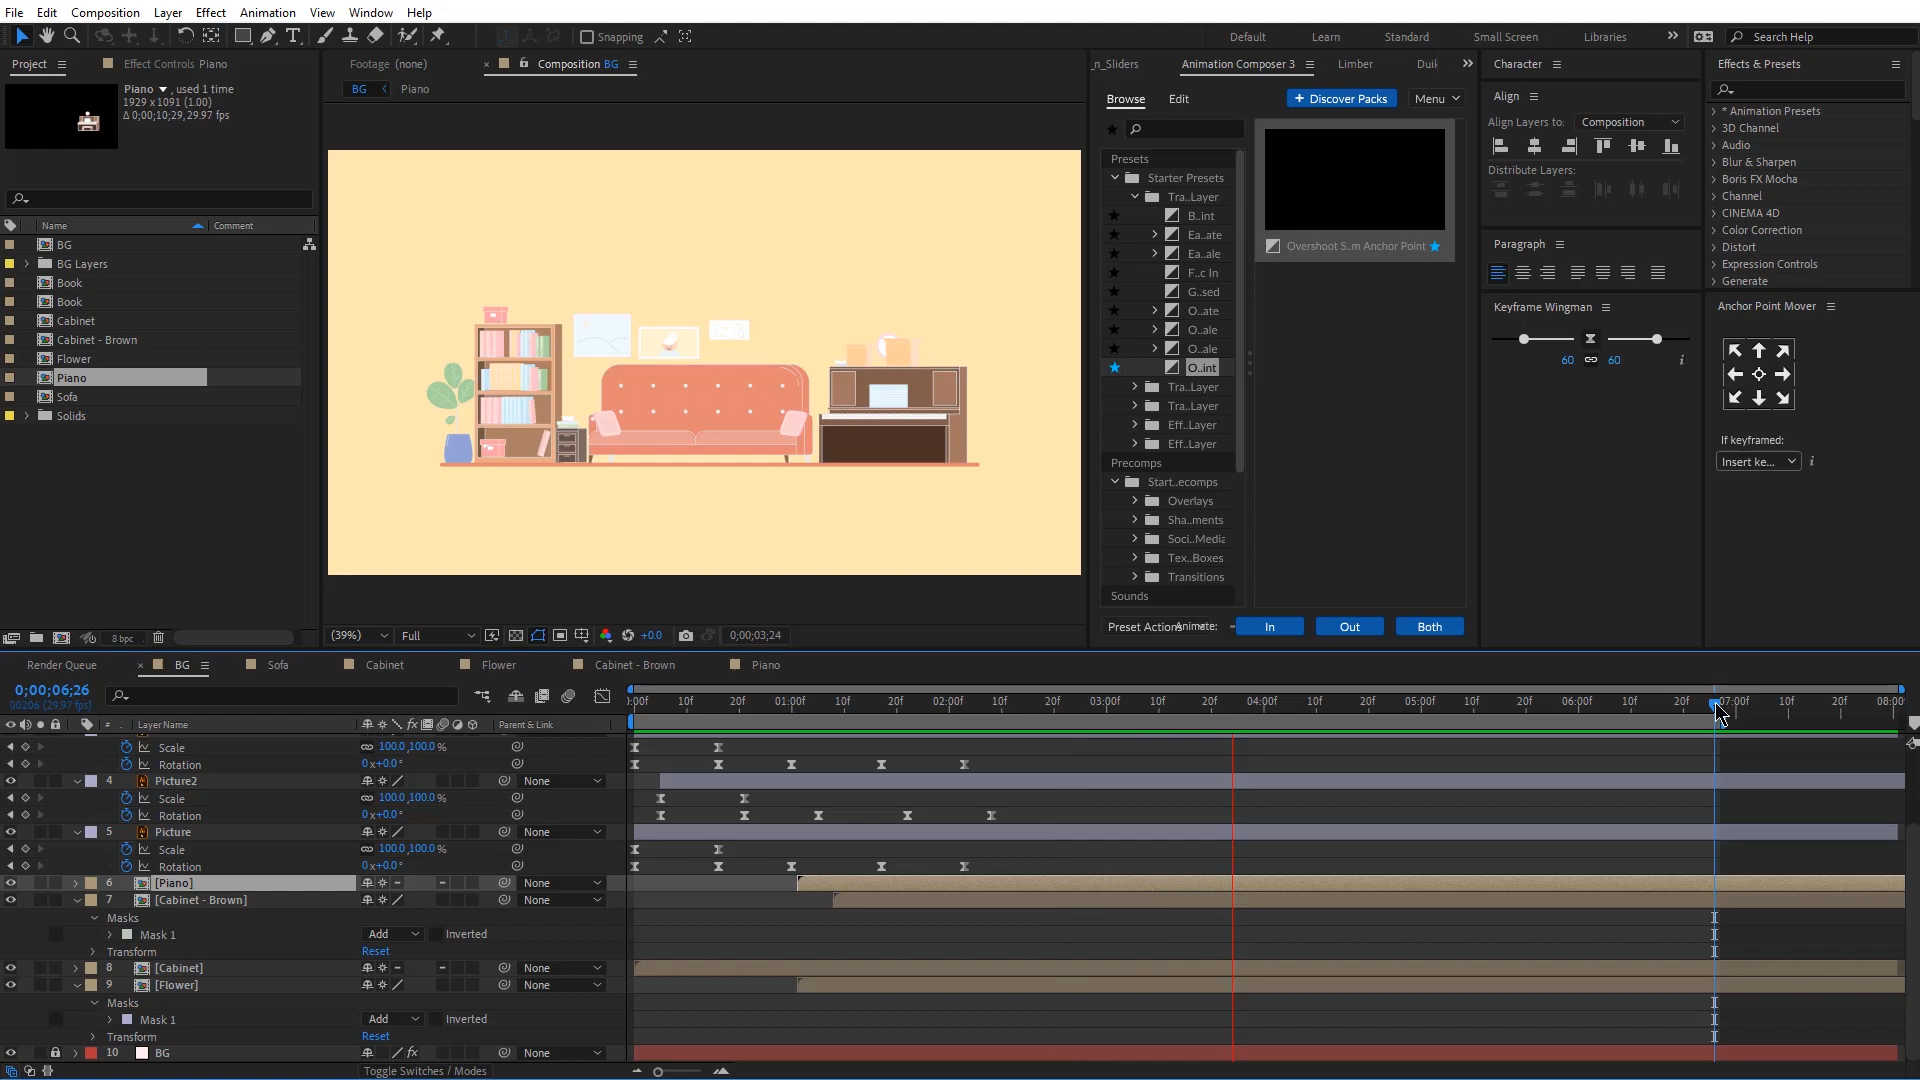 File Edit Composition Layer Effect Animation View Window Help
Snapping Default Learn Standard Small Screen Libraries Search Help
Project Effect Controls Piano
Piano , used 1 time
1929 x 1091 (1.00)
Δ 0;00;10;29, 29.97 fps
Name Comment
BG
BG Layers
Book
Book
Cabinet
Cabinet - Brown
Flower
Piano
Sofa
Solids
8 bpc
Footage (none) Composition BG
BG Piano
(39%) Full +0.0 0;00;03;24
_n_Sliders Animation Composer 3 Limber Duik
Browse Edit + Discover Packs Menu
Presets
Starter Presets
Tra..Layer
B..int
Ea..ate
Ea..ale
F..c In
G..sed
O..ate
O..ale
O..ale
O..int
Tra..Layer
Tra..Layer
Eff..Layer
Eff..Layer
Precomps
Start..ecomps
Overlays
Sha..ments
Soci..Media
Tex..Boxes
Transitions
Sounds
Overshoot S..m Anchor Point
Animate: In Out Both
Character
Align
Align Layers to: Composition
Distribute Layers:
Paragraph
Keyframe Wingman
60 60 i
Effects & Presets
* Animation Presets
3D Channel
Audio
Blur & Sharpen
Boris FX Mocha
Channel
CINEMA 4D
Color Correction
Distort
Expression Controls
Generate
Anchor Point Mover
If keyframed:
Insert ke... i
Render Queue BG Sofa Cabinet Flower Cabinet - Brown Piano
0;00;06;26
00206 (29.97 fps)
:00f 10f 20f 01:00f 10f 20f 02:00f 10f 20f 03:00f 10f 20f 04:00f 10f 20f 05:00f 10f 20f 06:00f 10f 20f 07:00f 10f 20f 08:00f
# Layer Name fx Parent & Link
Scale 100.0,100.0 %
Rotation 0x+0.0°
4 Picture2 None
Scale 100.0,100.0 %
Rotation 0x+0.0°
5 Picture None
Scale 100.0,100.0 %
Rotation 0x+0.0°
6 [Piano] None
7 [Cabinet - Brown] None
Masks
Mask 1 Add Inverted
Transform Reset
8 [Cabinet] None
9 [Flower] None
Masks
Mask 1 Add Inverted
Transform Reset
10 BG fx None
Toggle Switches / Modes